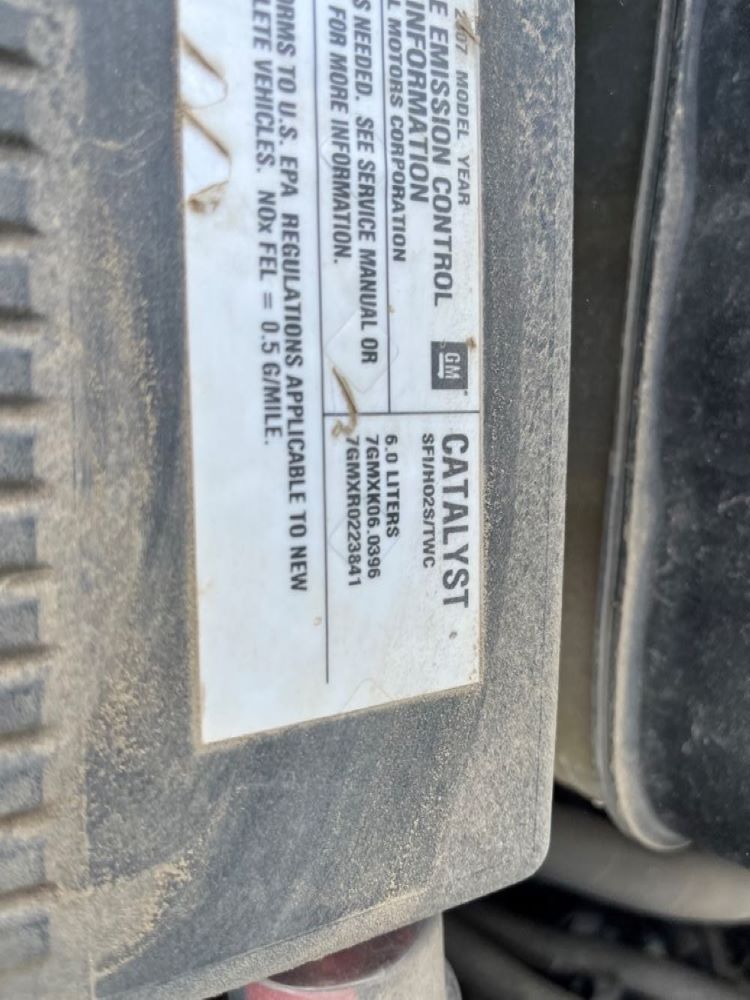 2007 MODEL YEAR
E EMISSION CONTROL
INFORMATION
MOTORS CORPORATION
GM
S NEEDED. SEE SERVICE MANUAL OR
FOR MORE INFORMATION.
CATALYST
SFI/HO2S/TWC
6.0 LITERS
7GMXK06.0396
7GMXR0223841
ORMS TO U.S. EPA REGULATIONS APPLICABLE TO NEW
LETE VEHICLES. NOx FEL = 0.5 G/MILE.